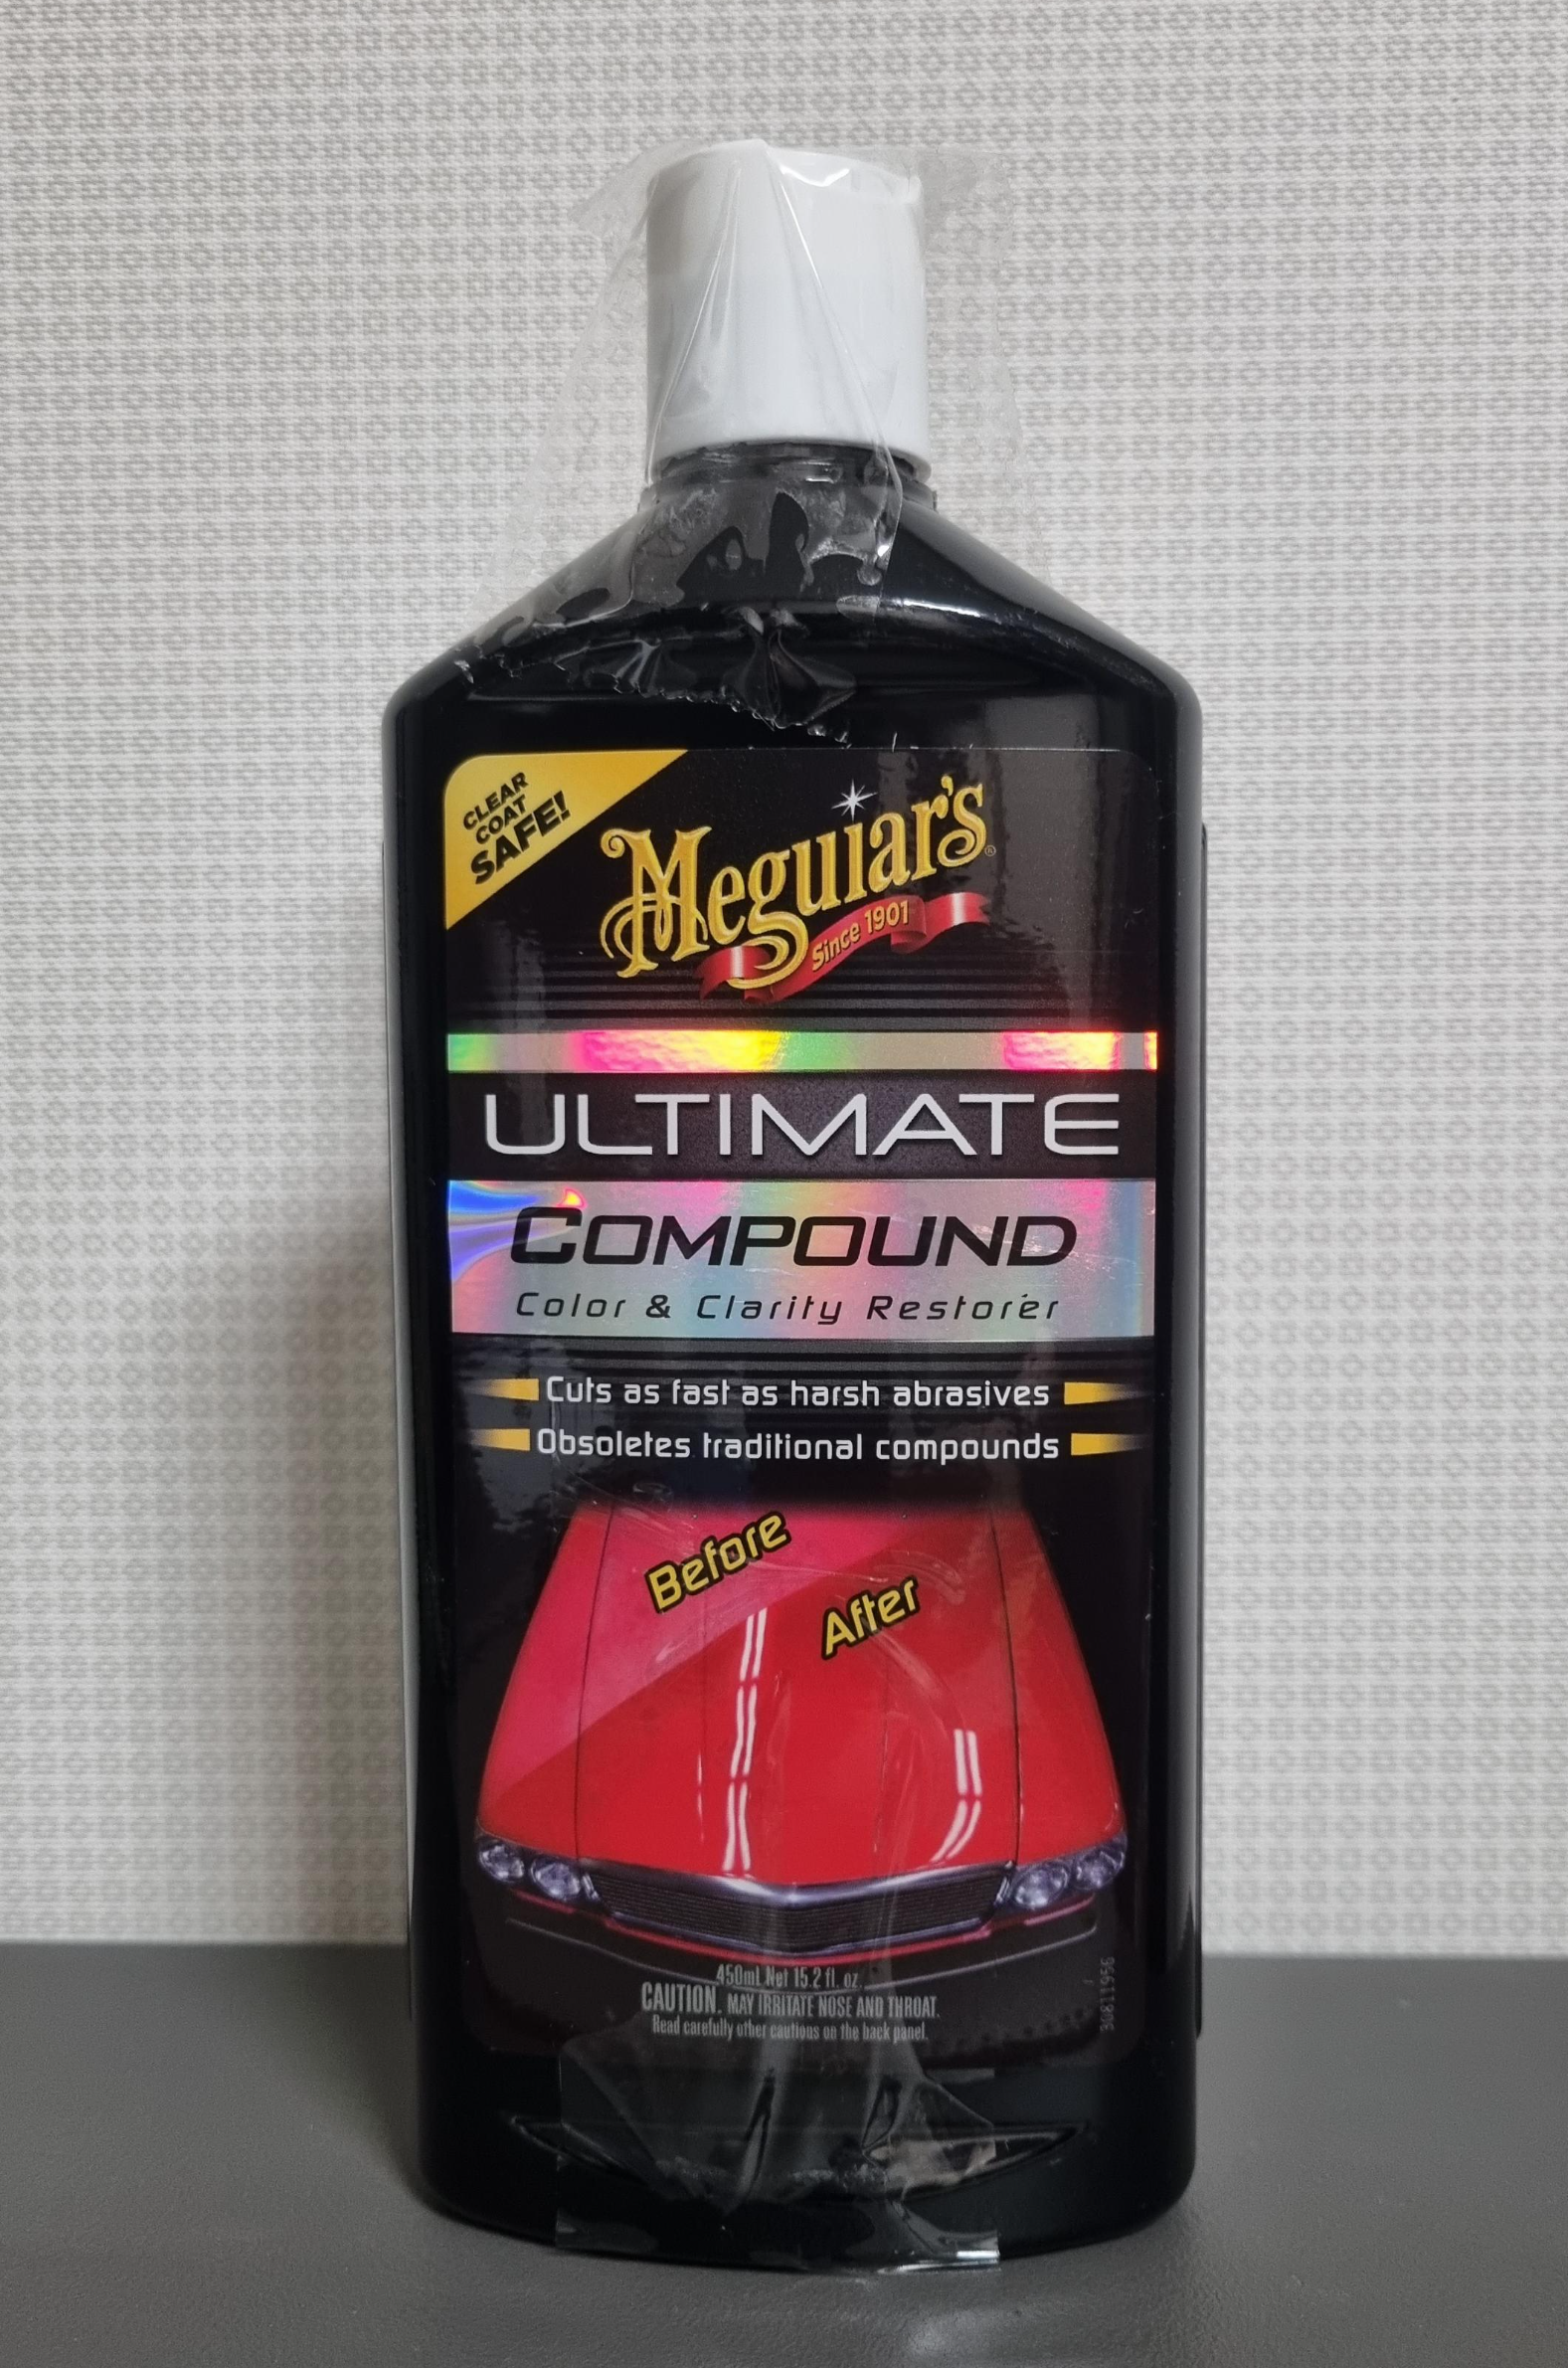 CLEAR
COAT
SAFE!
Meguiar's®
Since 1901
ULTIMATE
COMPOUND
Color & Clarity Restorer
Cuts as fast as harsh abrasives
Obsoletes traditional compounds
Before
After
450mL Net 15.2 fl. oz.
CAUTION. MAY IRRITATE NOSE AND THROAT.
Read carefully other cautions on the back panel.
30811956